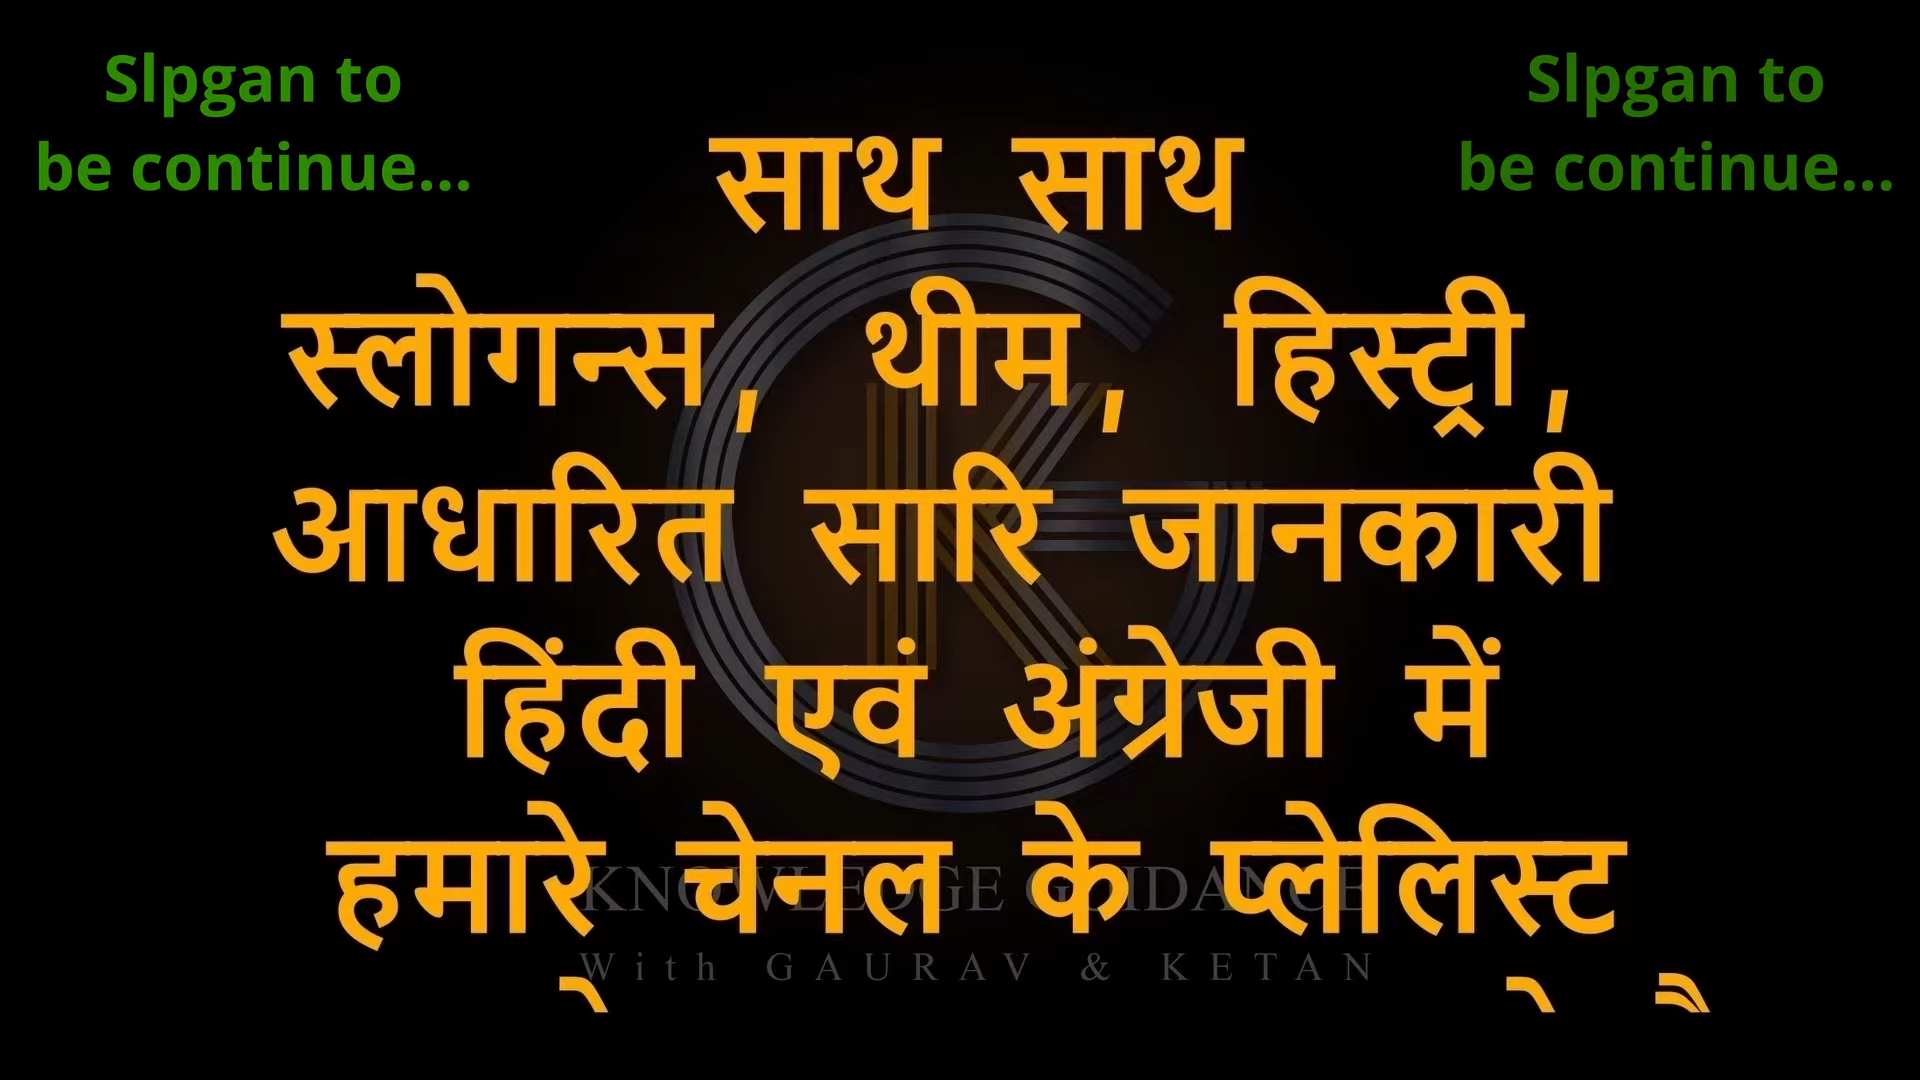 Slpgan to
be continue...
Slpgan to
be continue...
साथ साथ
स्लोगन्स, थीम, हिस्ट्री,
आधारित सारि जानकारी
हिंदी एवं अंग्रेजी में
हमारे चेनल के प्लेलिस्ट
KNOWLEDGE GUIDANCE
With GAURAV & KETAN